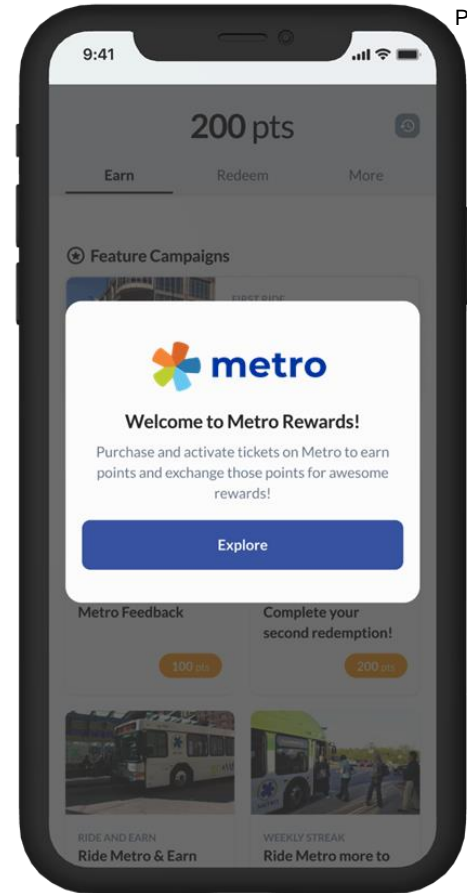 P
9:41
200 pts
Earn Redeem More
Feature Campaigns
FIRST RIDE
metro
Welcome to Metro Rewards!
Purchase and activate tickets on Metro to earn
points and exchange those points for awesome
rewards!
Explore
Metro Feedback
Complete your
second redemption!
100 pts
200 pts
RIDE AND EARN
Ride Metro & Earn
WEEKLY STREAK
Ride Metro more to